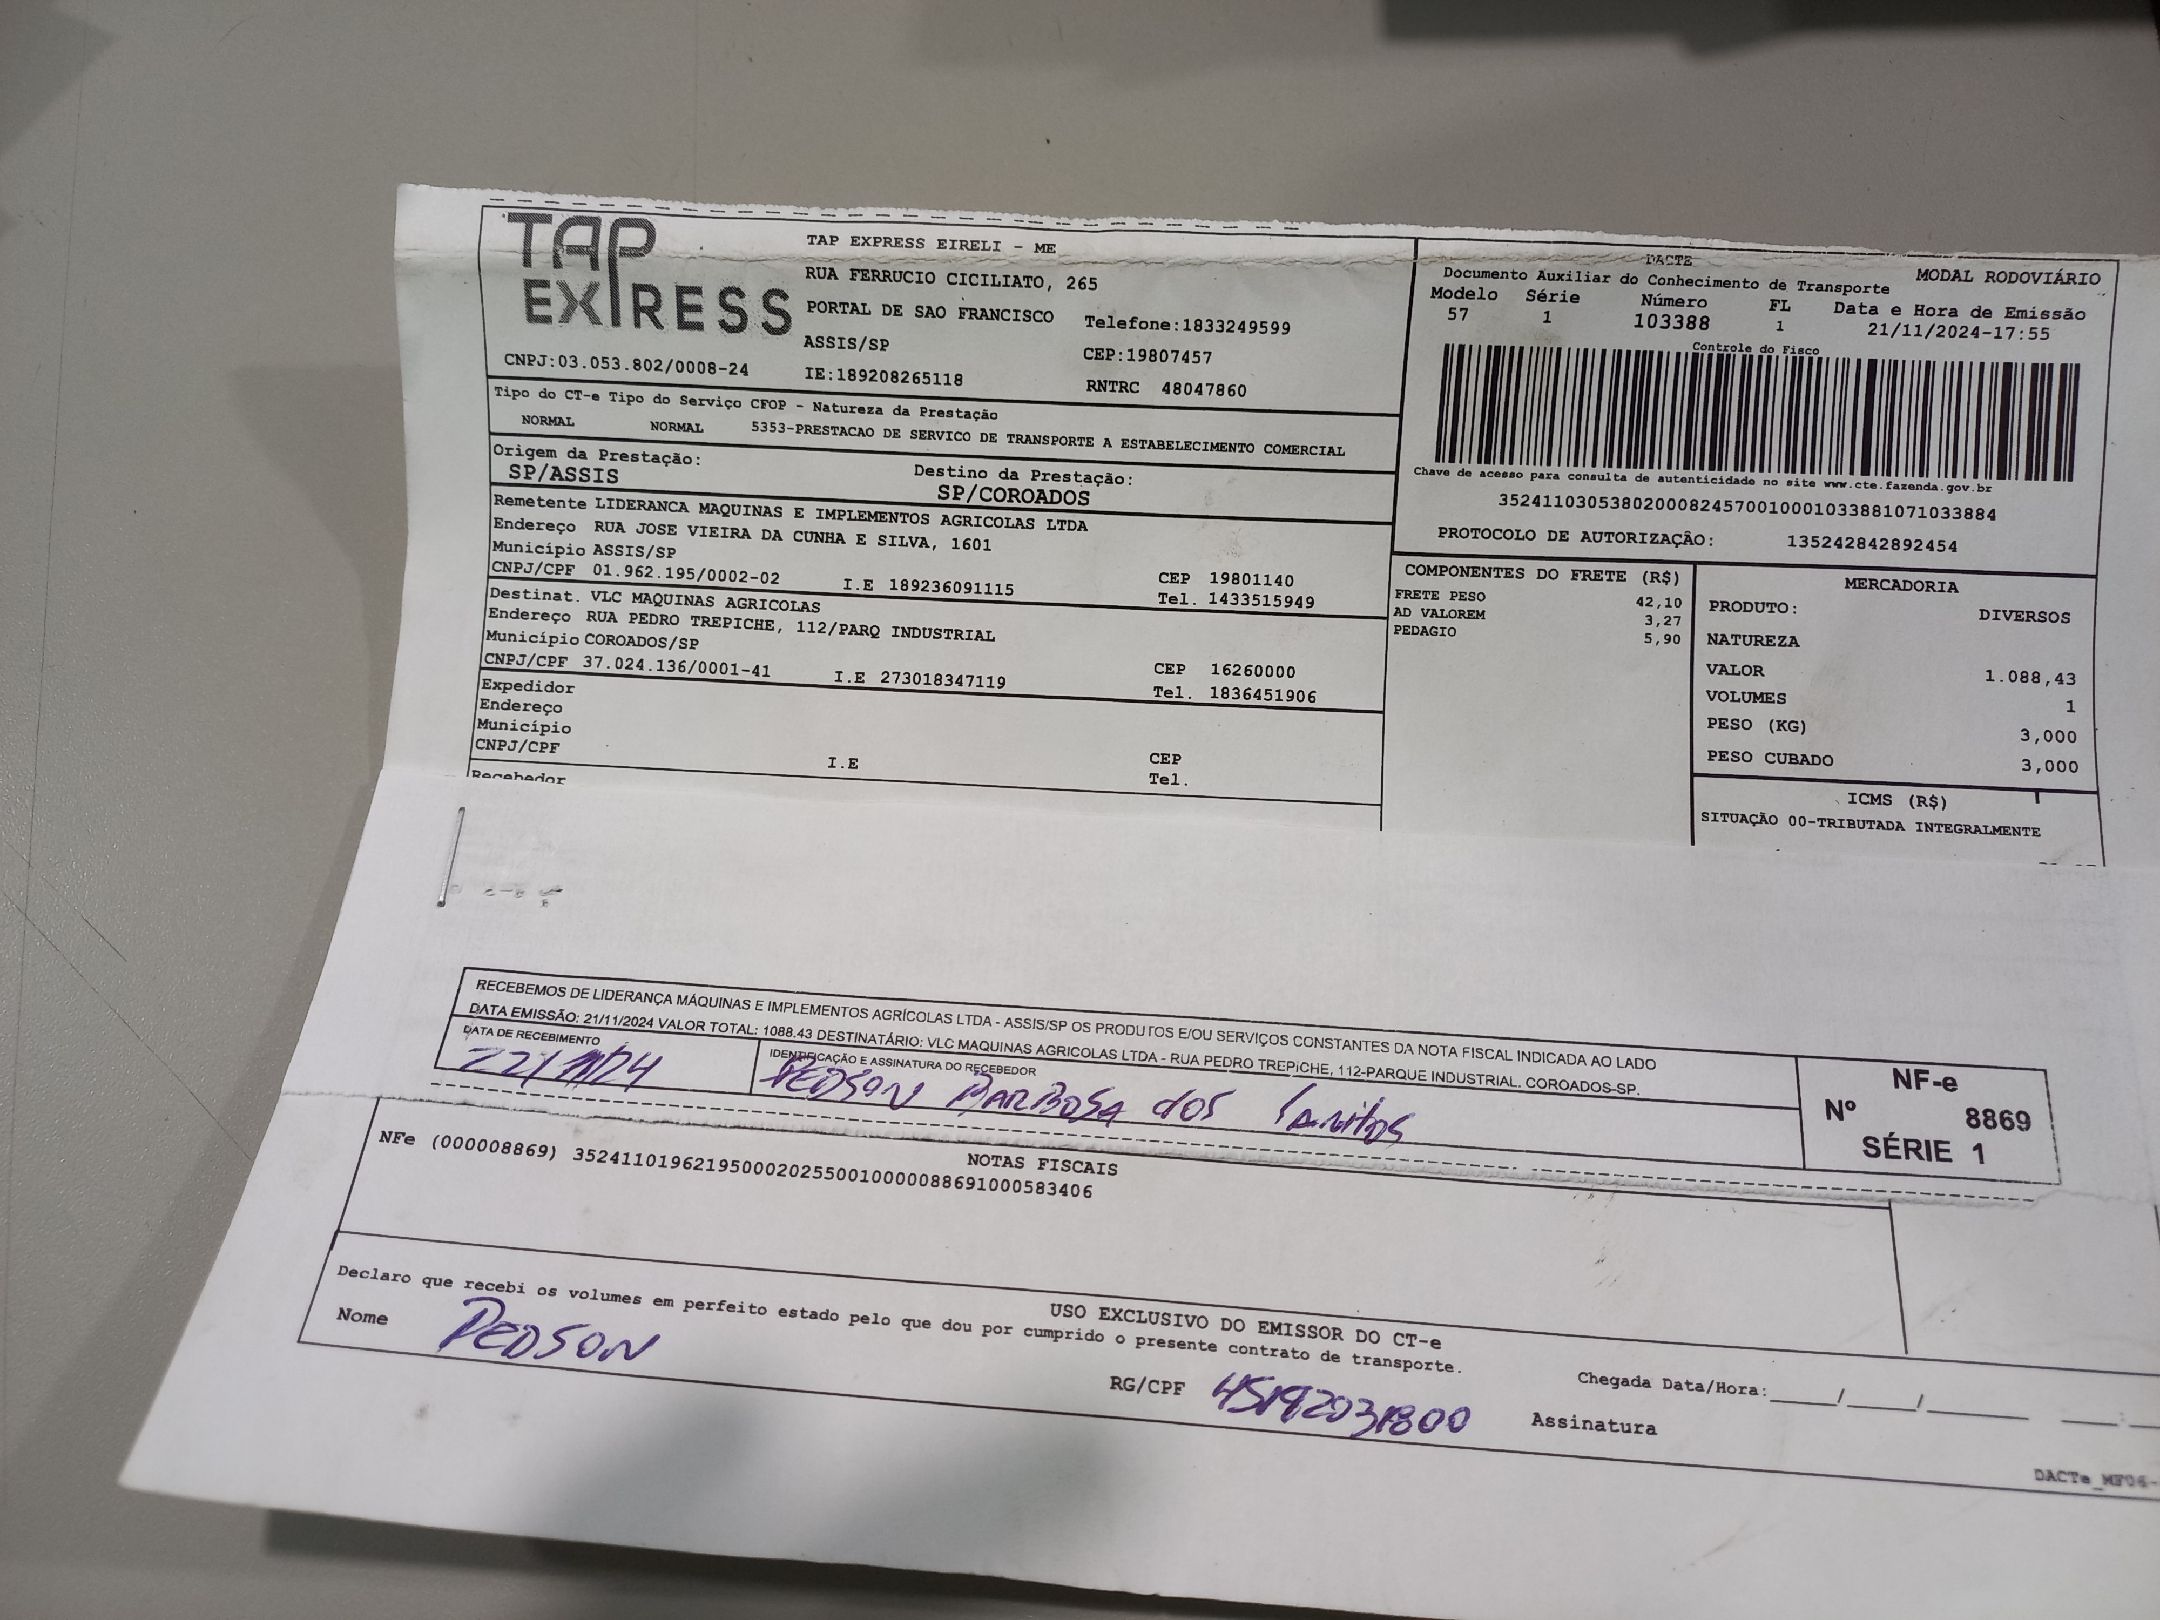 TAP EXPRESS
TAP EXPRESS EIRELI - ME
RUA FERRUCIO CICILIATO, 265
PORTAL DE SAO FRANCISCO Telefone:1833249599
ASSIS/SP CEP:19807457
CNPJ:03.053.802/0008-24 IE:189208265118 RNTRC 48047860
DACTE
Documento Auxiliar do Conhecimento de Transporte MODAL RODOVIÁRIO
Modelo Série Número FL Data e Hora de Emissão
57 1 103388 1 21/11/2024-17:55
Controle do Fisco
Chave de acesso para consulta de autenticidade no site www.cte.fazenda.gov.br
35241103053802000824570010001033881071033884
PROTOCOLO DE AUTORIZAÇÃO: 135242842892454
Tipo do CT-e Tipo do Serviço CFOP - Natureza da Prestação
NORMAL NORMAL 5353-PRESTACAO DE SERVICO DE TRANSPORTE A ESTABELECIMENTO COMERCIAL
Origem da Prestação: Destino da Prestação:
SP/ASSIS SP/COROADOS
Remetente LIDERANCA MAQUINAS E IMPLEMENTOS AGRICOLAS LTDA
Endereço RUA JOSE VIEIRA DA CUNHA E SILVA, 1601
Município ASSIS/SP CEP 19801140
CNPJ/CPF 01.962.195/0002-02 I.E 189236091115 Tel. 1433515949
Destinat. VLC MAQUINAS AGRICOLAS
Endereço RUA PEDRO TREPICHE, 112/PARQ INDUSTRIAL
Município COROADOS/SP CEP 16260000
CNPJ/CPF 37.024.136/0001-41 I.E 273018347119 Tel. 1836451906
Expedidor
Endereço
Município CEP
CNPJ/CPF I.E Tel.
Recebedor
COMPONENTES DO FRETE (R$)
FRETE PESO 42,10
AD VALOREM 3,27
PEDAGIO 5,90
MERCADORIA
PRODUTO: DIVERSOS
NATUREZA
VALOR 1.088,43
VOLUMES 1
PESO (KG) 3,000
PESO CUBADO 3,000
ICMS (R$)
SITUAÇÃO 00-TRIBUTADA INTEGRALMENTE
RECEBEMOS DE LIDERANÇA MÁQUINAS E IMPLEMENTOS AGRÍCOLAS LTDA - ASSIS/SP OS PRODUTOS E/OU SERVIÇOS CONSTANTES DA NOTA FISCAL INDICADA AO LADO
DATA EMISSÃO: 21/11/2024 VALOR TOTAL: 1088.43 DESTINATÁRIO: VLC MAQUINAS AGRICOLAS LTDA - RUA PEDRO TREPICHE, 112-PARQUE INDUSTRIAL. COROADOS-SP.
DATA DE RECEBIMENTO IDENTIFICAÇÃO E ASSINATURA DO RECEBEDOR
22/11/24 PEDSON BARBOSA dos Santos
NF-e
Nº 8869
SÉRIE 1
NOTAS FISCAIS
NFe (000008869) 35241101962195000202550010000088691000583406
USO EXCLUSIVO DO EMISSOR DO CT-e
Declaro que recebi os volumes em perfeito estado pelo que dou por cumprido o presente contrato de transporte.
Nome PEDSON RG/CPF 45192031800
Chegada Data/Hora:____/____/______ ___:
Assinatura